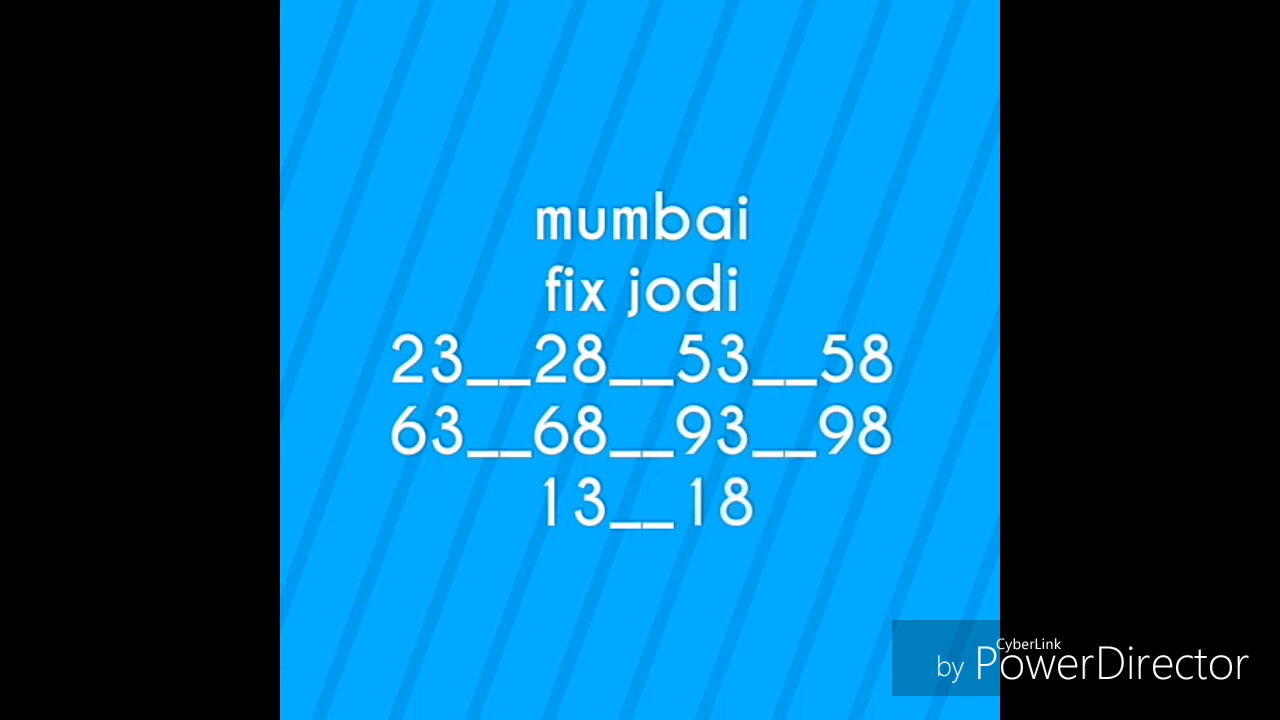 mumbai
fix jodi
23__28__53__58
63__68__93__98
13__18
CyberLink
by PowerDirector